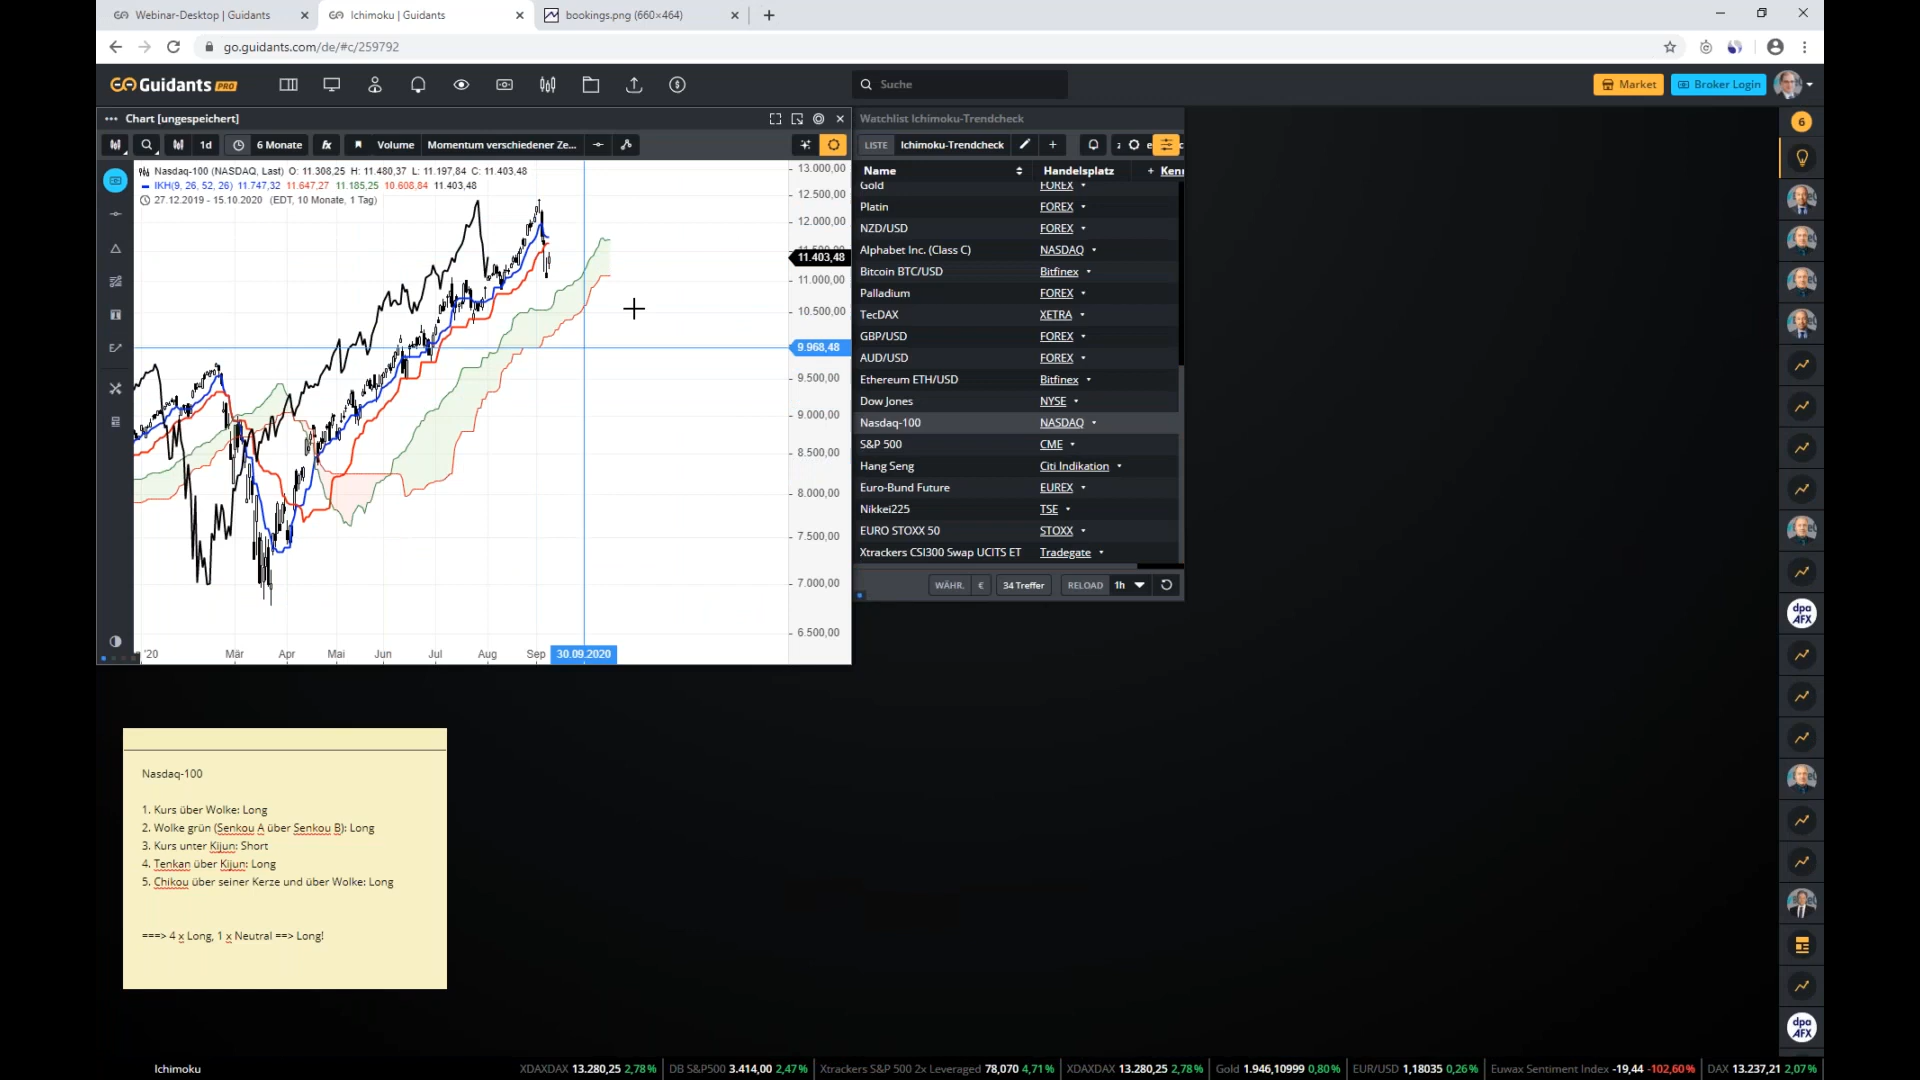 Webinar-Desktop | Guidants
Ichimoku | Guidants
bookings.png (660×464)
go.guidants.com/de/#c/259792
Guidants PRO
Suche
Market
Broker Login
Chart [ungespeichert]
1d
6 Monate
fx
Volume
Momentum verschiedener Ze...
Nasdaq-100 (NASDAQ, Last) O: 11.308,25 H: 11.480,37 L: 11.197,84 C: 11.403,48
IKH(9, 26, 52, 26) 11.747,32 11.647,27 11.185,25 10.608,84 11.403,48
27.12.2019 - 15.10.2020 (EDT, 10 Monate, 1 Tag)
13.000,00
12.500,00
12.000,00
11.403,48
11.000,00
10.500,00
9.968,48
9.500,00
9.000,00
8.500,00
8.000,00
7.500,00
7.000,00
6.500,00
'20 Mär Apr Mai Jun Jul Aug Sep 30.09.2020
Watchlist Ichimoku-Trendcheck
LISTE Ichimoku-Trendcheck
Name Handelsplatz + Kenn
Gold FOREX
Platin FOREX
NZD/USD FOREX
Alphabet Inc. (Class C) NASDAQ
Bitcoin BTC/USD Bitfinex
Palladium FOREX
TecDAX XETRA
GBP/USD FOREX
AUD/USD FOREX
Ethereum ETH/USD Bitfinex
Dow Jones NYSE
Nasdaq-100 NASDAQ
S&P 500 CME
Hang Seng Citi Indikation
Euro-Bund Future EUREX
Nikkei225 TSE
EURO STOXX 50 STOXX
Xtrackers CSI300 Swap UCITS ET Tradegate
WÄHR. € 34 Treffer RELOAD 1h
6
dpa AFX
dpa AFX
Nasdaq-100
1. Kurs über Wolke: Long
2. Wolke grün (Senkou A über Senkou B): Long
3. Kurs unter Kijun: Short
4. Tenkan über Kijun: Long
5. Chikou über seiner Kerze und über Wolke: Long
===> 4 x Long, 1 x Neutral ==> Long!
Ichimoku
XDAXDAX 13.280,25 2,78% DB S&P500 3.414,00 2,47% Xtrackers S&P 500 2x Leveraged 78,070 4,71% XDAXDAX 13.280,25 2,78% Gold 1.946,10999 0,80% EUR/USD 1,18035 0,26% Euwax Sentiment Index -19,44 -102,60% DAX 13.237,21 2,07%